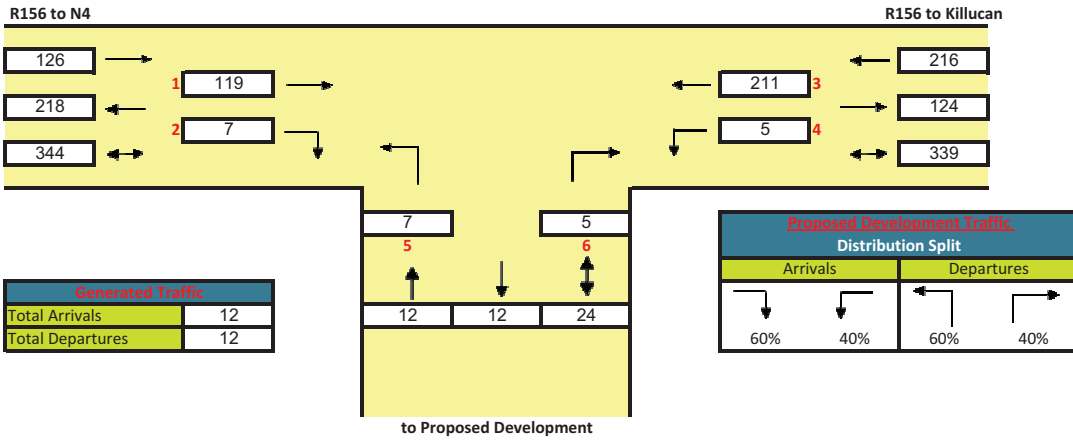 R156 to N4 R156 to Killucan
126 216
1 119 211 3
218 124
2 7 5 4
344 339
7 5
5 6
Proposed Development Traffic
Distribution Split
Arrivals Departures
Generated Traffic
Total Arrivals 12
Total Departures 12
12 12 24
60% 40% 60% 40%
to Proposed Development